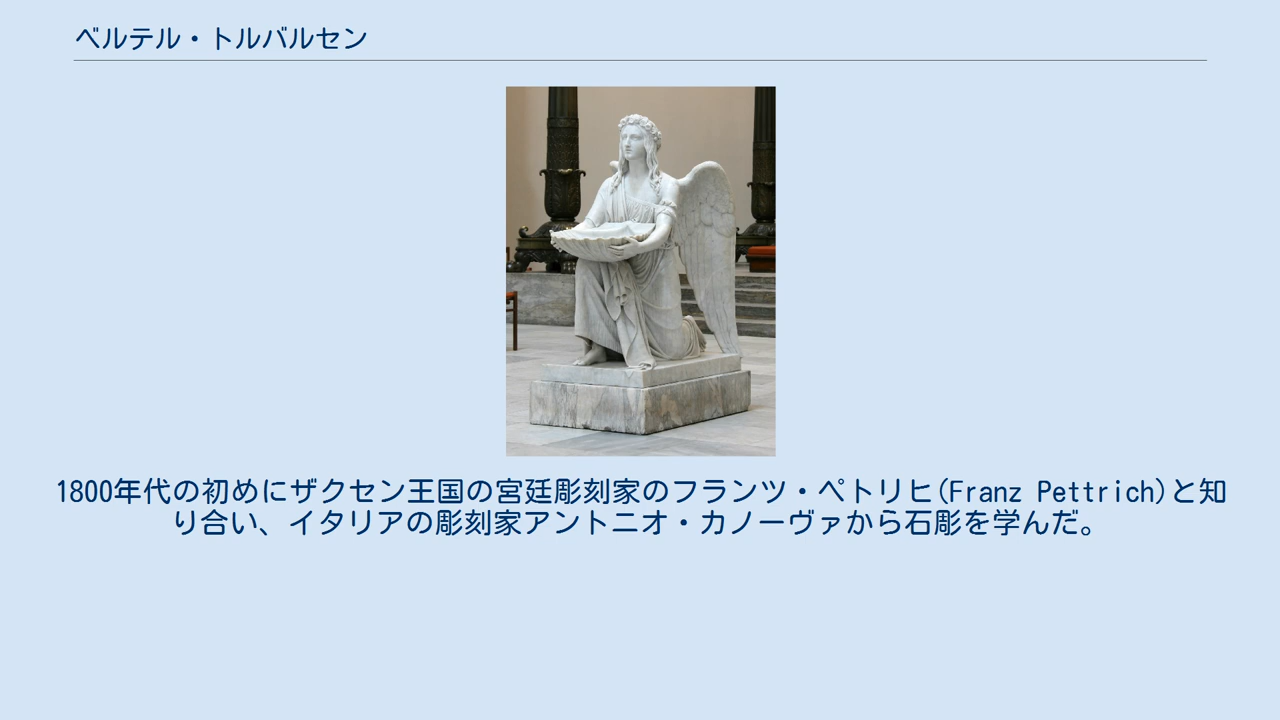 ベルテル・トルバルセン
1800年代の初めにザクセン王国の宮廷彫刻家のフランツ・ペトリヒ(Franz Pettrich)と知
り合い、イタリアの彫刻家アントニオ・カノーヴァから石彫を学んだ。